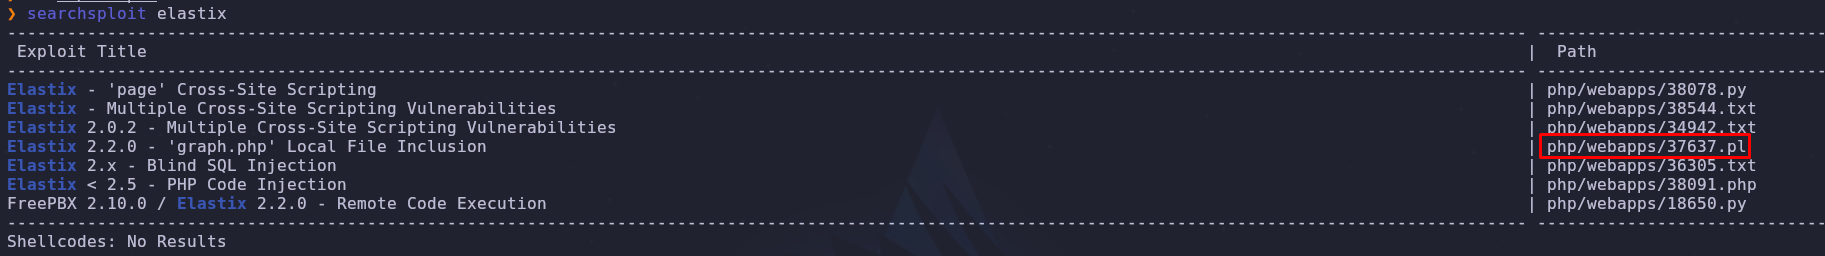 ❯ searchsploit elastix
Exploit Title | Path
Elastix - 'page' Cross-Site Scripting | php/webapps/38078.py
Elastix - Multiple Cross-Site Scripting Vulnerabilities | php/webapps/38544.txt
Elastix 2.0.2 - Multiple Cross-Site Scripting Vulnerabilities | php/webapps/34942.txt
Elastix 2.2.0 - 'graph.php' Local File Inclusion | php/webapps/37637.pl
Elastix 2.x - Blind SQL Injection | php/webapps/36305.txt
Elastix < 2.5 - PHP Code Injection | php/webapps/38091.php
FreePBX 2.10.0 / Elastix 2.2.0 - Remote Code Execution | php/webapps/18650.py
Shellcodes: No Results